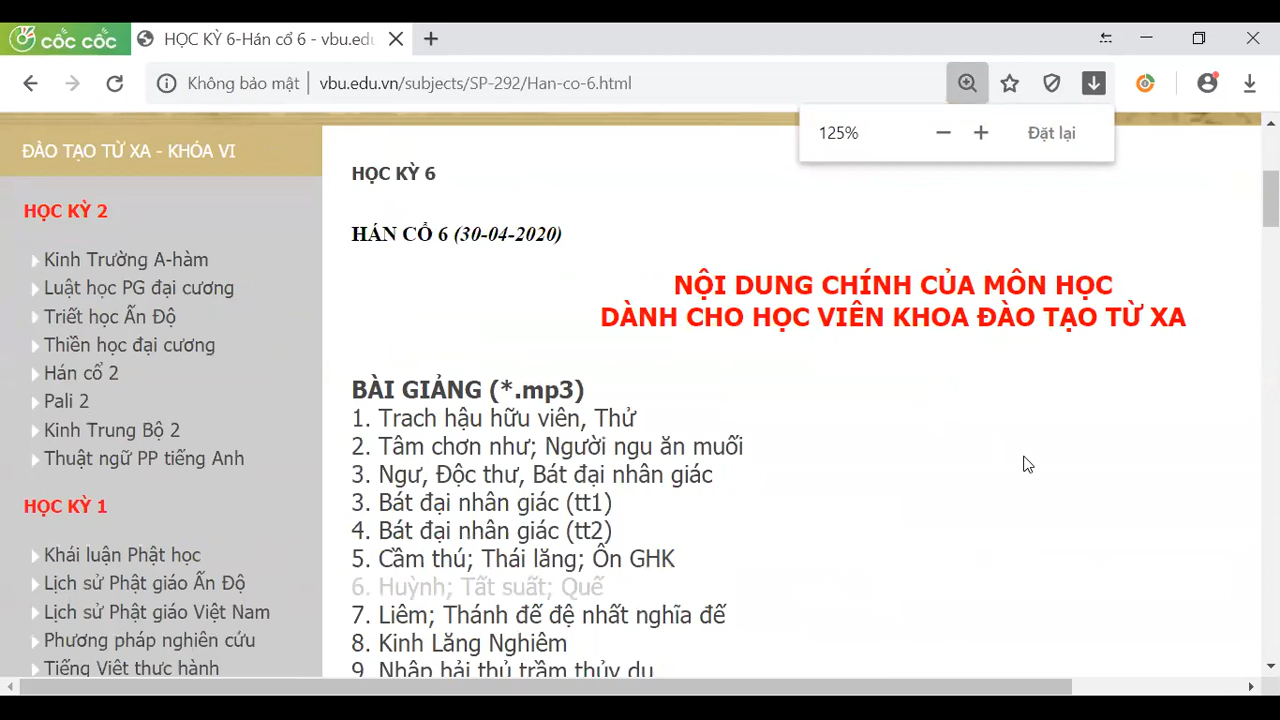 cốc cốc
HỌC KỲ 6-Hán cổ 6 - vbu.edu
Không bảo mật
vbu.edu.vn/subjects/SP-292/Han-co-6.html
125%
Đặt lại
ĐÀO TẠO TỪ XA - KHÓA VI
HỌC KỲ 2
Kinh Trường A-hàm
Luật học PG đại cương
Triết học Ấn Độ
Thiền học đại cương
Hán cổ 2
Pali 2
Kinh Trung Bộ 2
Thuật ngữ PP tiếng Anh
HỌC KỲ 1
Khái luận Phật học
Lịch sử Phật giáo Ấn Độ
Lịch sử Phật giáo Việt Nam
Phương pháp nghiên cứu
Tiếng Việt thực hành
HỌC KỲ 6
HÁN CỔ 6 (30-04-2020)
NỘI DUNG CHÍNH CỦA MÔN HỌC
DÀNH CHO HỌC VIÊN KHOA ĐÀO TẠO TỪ XA
BÀI GIẢNG (*.mp3)
1. Trach hậu hữu viên, Thử
2. Tâm chơn như; Người ngu ăn muối
3. Ngư, Độc thư, Bát đại nhân giác
3. Bát đại nhân giác (tt1)
4. Bát đại nhân giác (tt2)
5. Cầm thú; Thái lăng; Ôn GHK
6. Huỳnh; Tất suất; Quế
7. Liêm; Thánh đế đệ nhất nghĩa đế
8. Kinh Lăng Nghiêm
9. Nhập hải thủ trầm thủy dụ